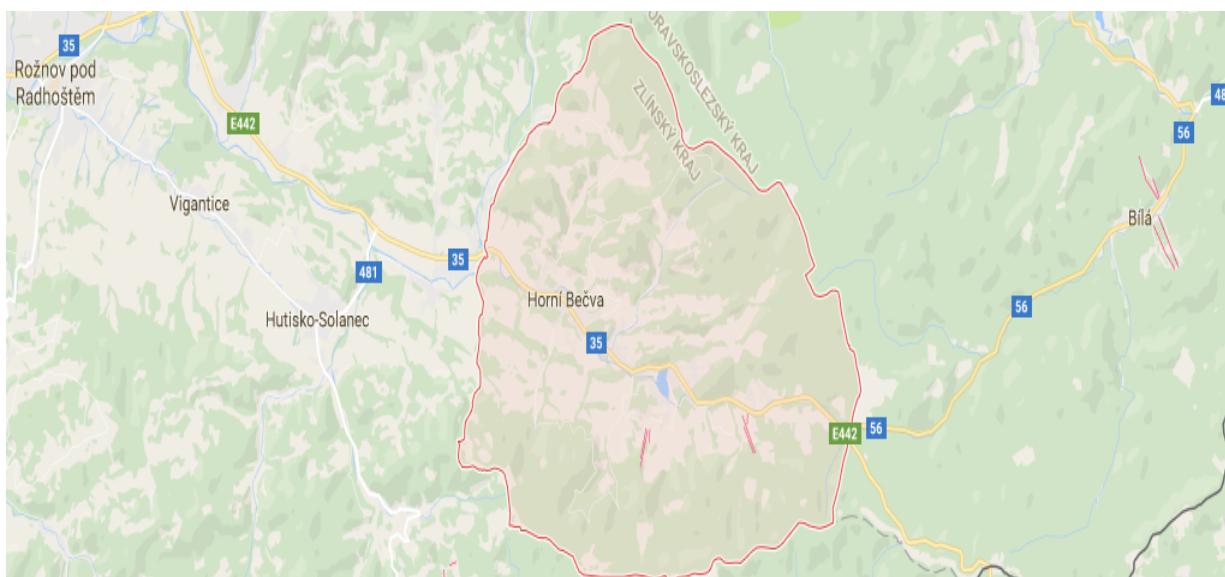 35
Rožnov pod
Radhoštěm
E442
Vigantice
481
35
Hutisko-Solanec
ORAVSKOSLEZSKÝ KRAJ
ZLÍNSKÝ KRAJ
Horní Bečva
35
E442
56
56
Bílá
56
48